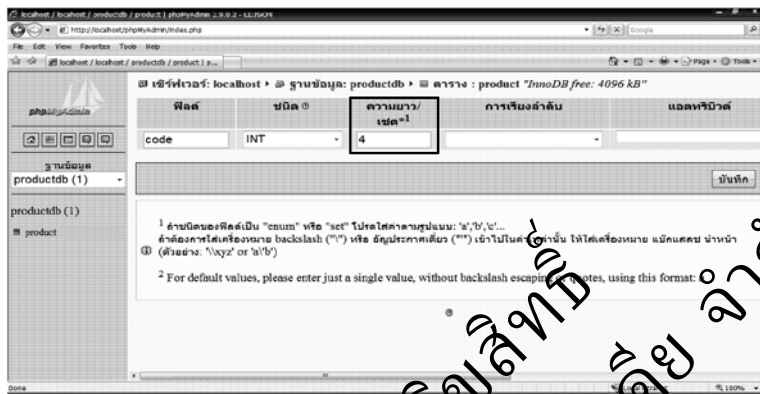 localhost / localhost / productdb / product | phpMyAdmin 2.9.0.2
http://localhost/phpMyAdmin/index.php
Google
File Edit View Favorites Tools Help
localhost / localhost / productdb / product | p...
Page Tools
phpMyAdmin
ฐานข้อมูล
productdb (1)
productdb (1)
product
เซิร์ฟเวอร์: localhost ฐานข้อมูล: productdb ตาราง : product "InnoDB free: 4096 kB"
ฟิลด์ ชนิด ความยาว/เซต*1 การเรียงลำดับ แอตทริบิวต์
code INT 4
บันทึก
1 ถ้าชนิดของฟิลด์เป็น "enum" หรือ "set" โปรดใส่ค่าตามรูปแบบ: 'a','b','c'...
ถ้าต้องการใส่เครื่องหมาย backslash ("\") หรือ อัญประกาศเดี่ยว ("'") เข้าไปในค่าเหล่านั้น ให้ใส่เครื่องหมาย แบ็กสแลช นำหน้า
(ตัวอย่าง: '\\xyz' or 'a\'b')
2 For default values, please enter just a single value, without backslash escaping or quotes, using this format: a
Done
100%